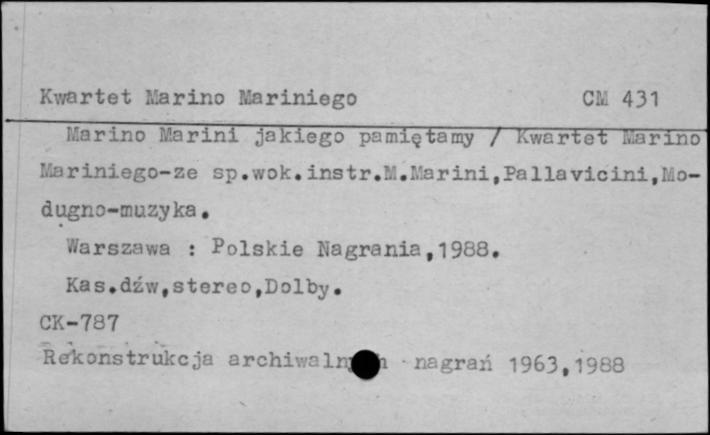 Kwartet Marino Mariniego CM 431
Marino Marini jakiego pamiętamy / Kwartet Marino
Mariniego-ze sp.wok.instr.M.Marini,Pallavicini,Mo-
dugno-muzyka.
Warszawa : Polskie Nagrania,1988.
Kas.dźw,stereo,Dolby.
CK-787
Rekonstrukcja archiwalnych nagrań 1963,1988